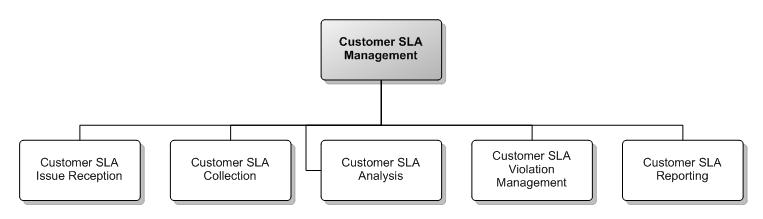 Customer SLA
Management
Customer SLA
Issue Reception
Customer SLA
Collection
Customer SLA
Analysis
Customer SLA
Violation
Management
Customer SLA
Reporting